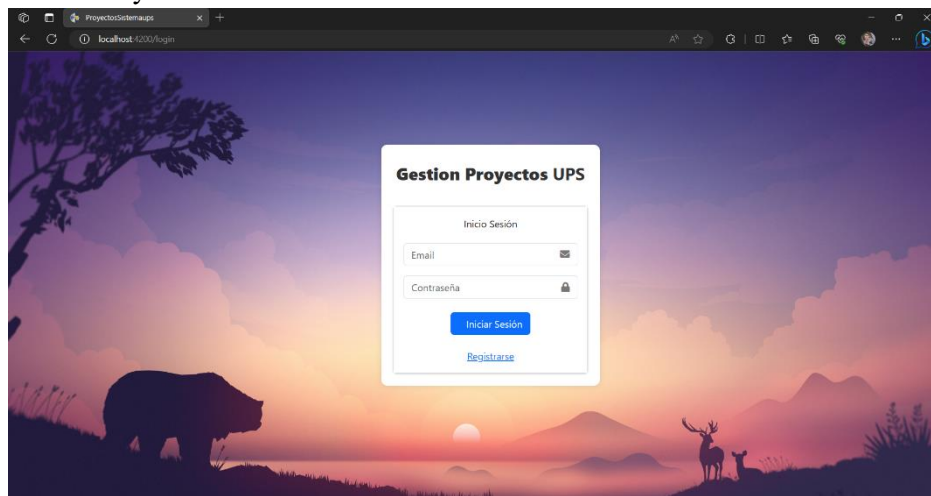 ProyectosSistemaups
localhost:4200/login
Gestion Proyectos UPS
Inicio Sesión
Email
Contraseña
Iniciar Sesión
Registrarse